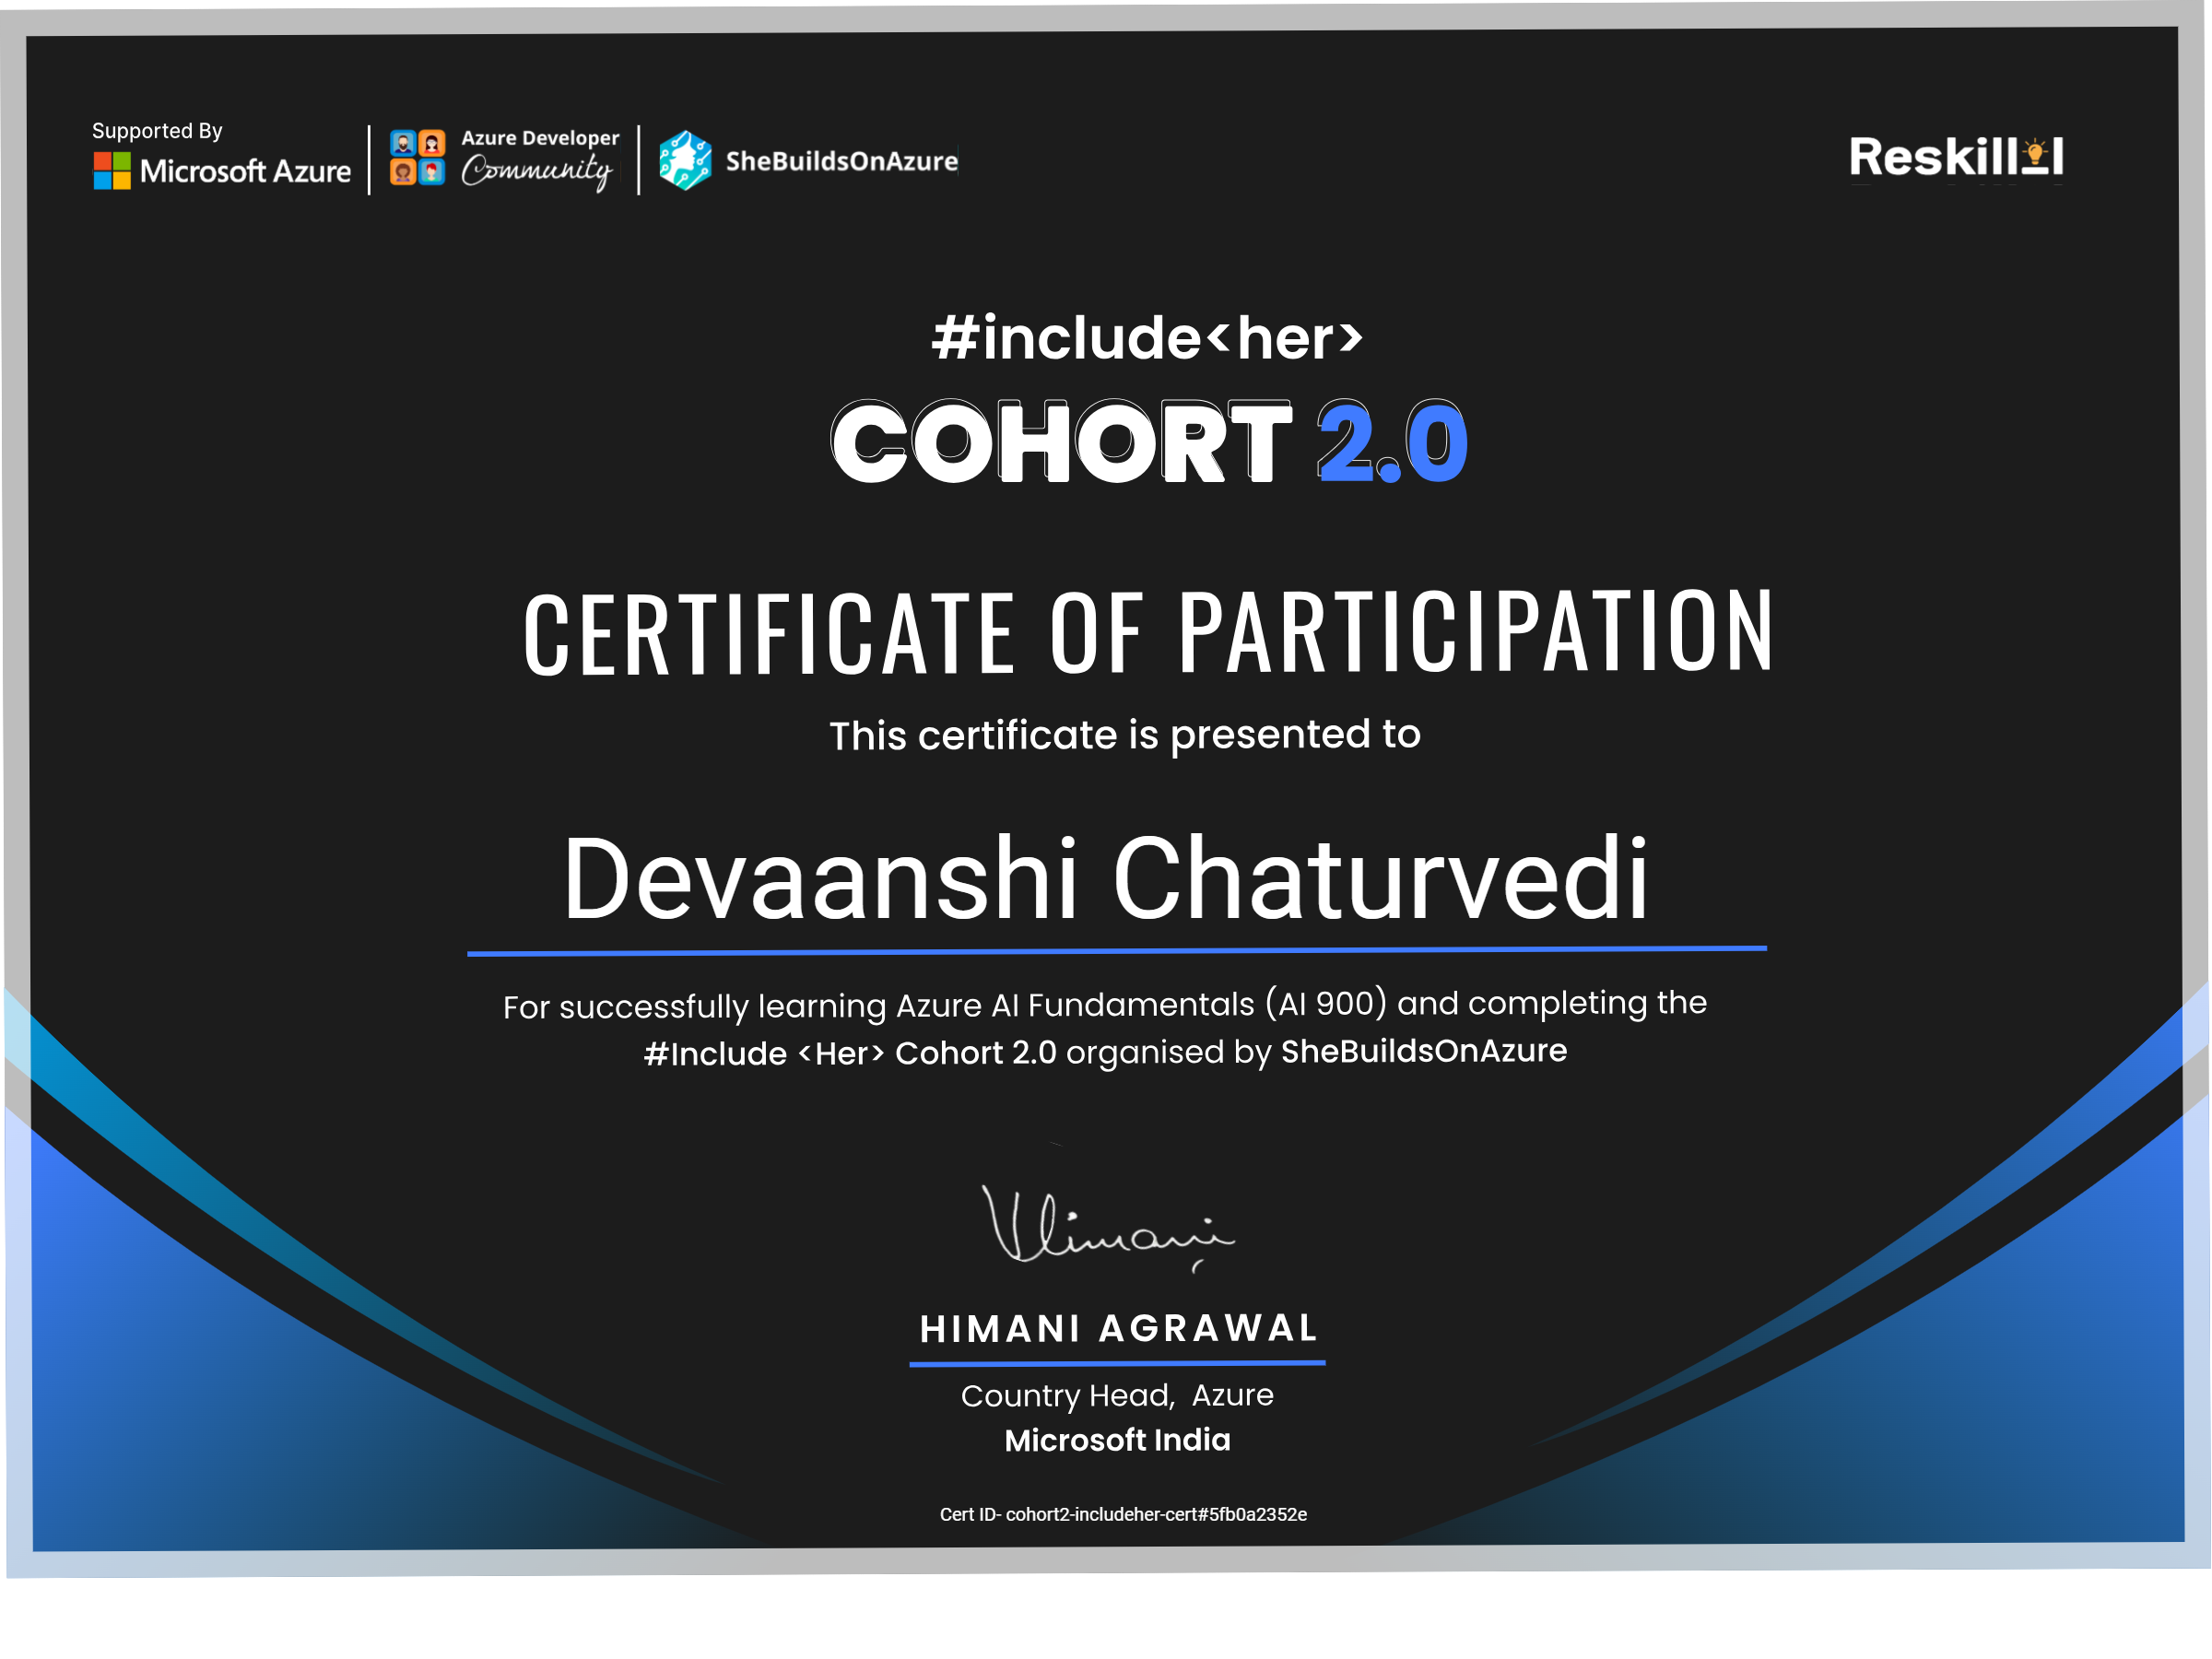 Supported By
Microsoft Azure
Azure Developer
Community
SheBuildsOnAzure
Reskilll
#include<her>
COHORT 2.0
CERTIFICATE OF PARTICIPATION
This certificate is presented to
Devaanshi Chaturvedi
For successfully learning Azure AI Fundamentals (AI 900) and completing the
#Include <Her> Cohort 2.0 organised by SheBuildsOnAzure
Himani
HIMANI AGRAWAL
Country Head, Azure
Microsoft India
Cert ID- cohort2-includeher-cert#5fb0a2352e